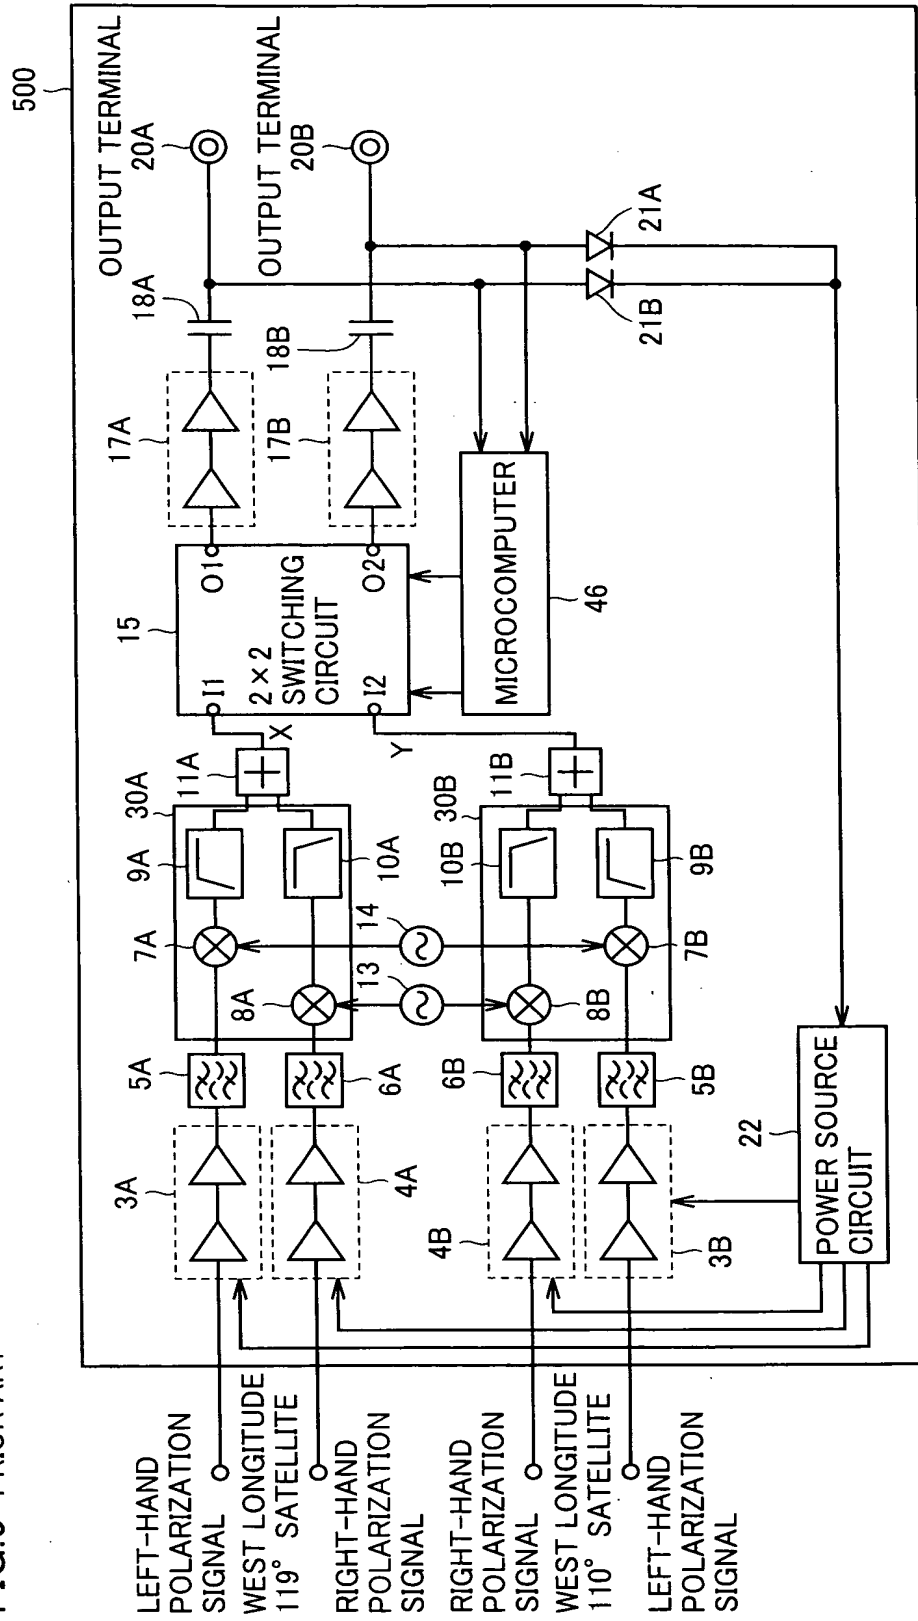 PRIOR ART
500
LEFT-HAND
POLARIZATION
SIGNAL
WEST LONGITUDE
119° SATELLITE
RIGHT-HAND
POLARIZATION
SIGNAL
RIGHT-HAND
POLARIZATION
SIGNAL
WEST LONGITUDE
110° SATELLITE
LEFT-HAND
POLARIZATION
SIGNAL
3A
4A
4B
3B
5A
6A
6B
5B
7A
8A
13
14
8B
7B
9A
10A
10B
9B
30A
30B
11A
11B
X
Y
15
I1
O1
2×2
SWITCHING
CIRCUIT
I2
O2
MICROCOMPUTER
46
17A
17B
18A
18B
OUTPUT TERMINAL
20A
OUTPUT TERMINAL
20B
21A
21B
22
POWER SOURCE
CIRCUIT